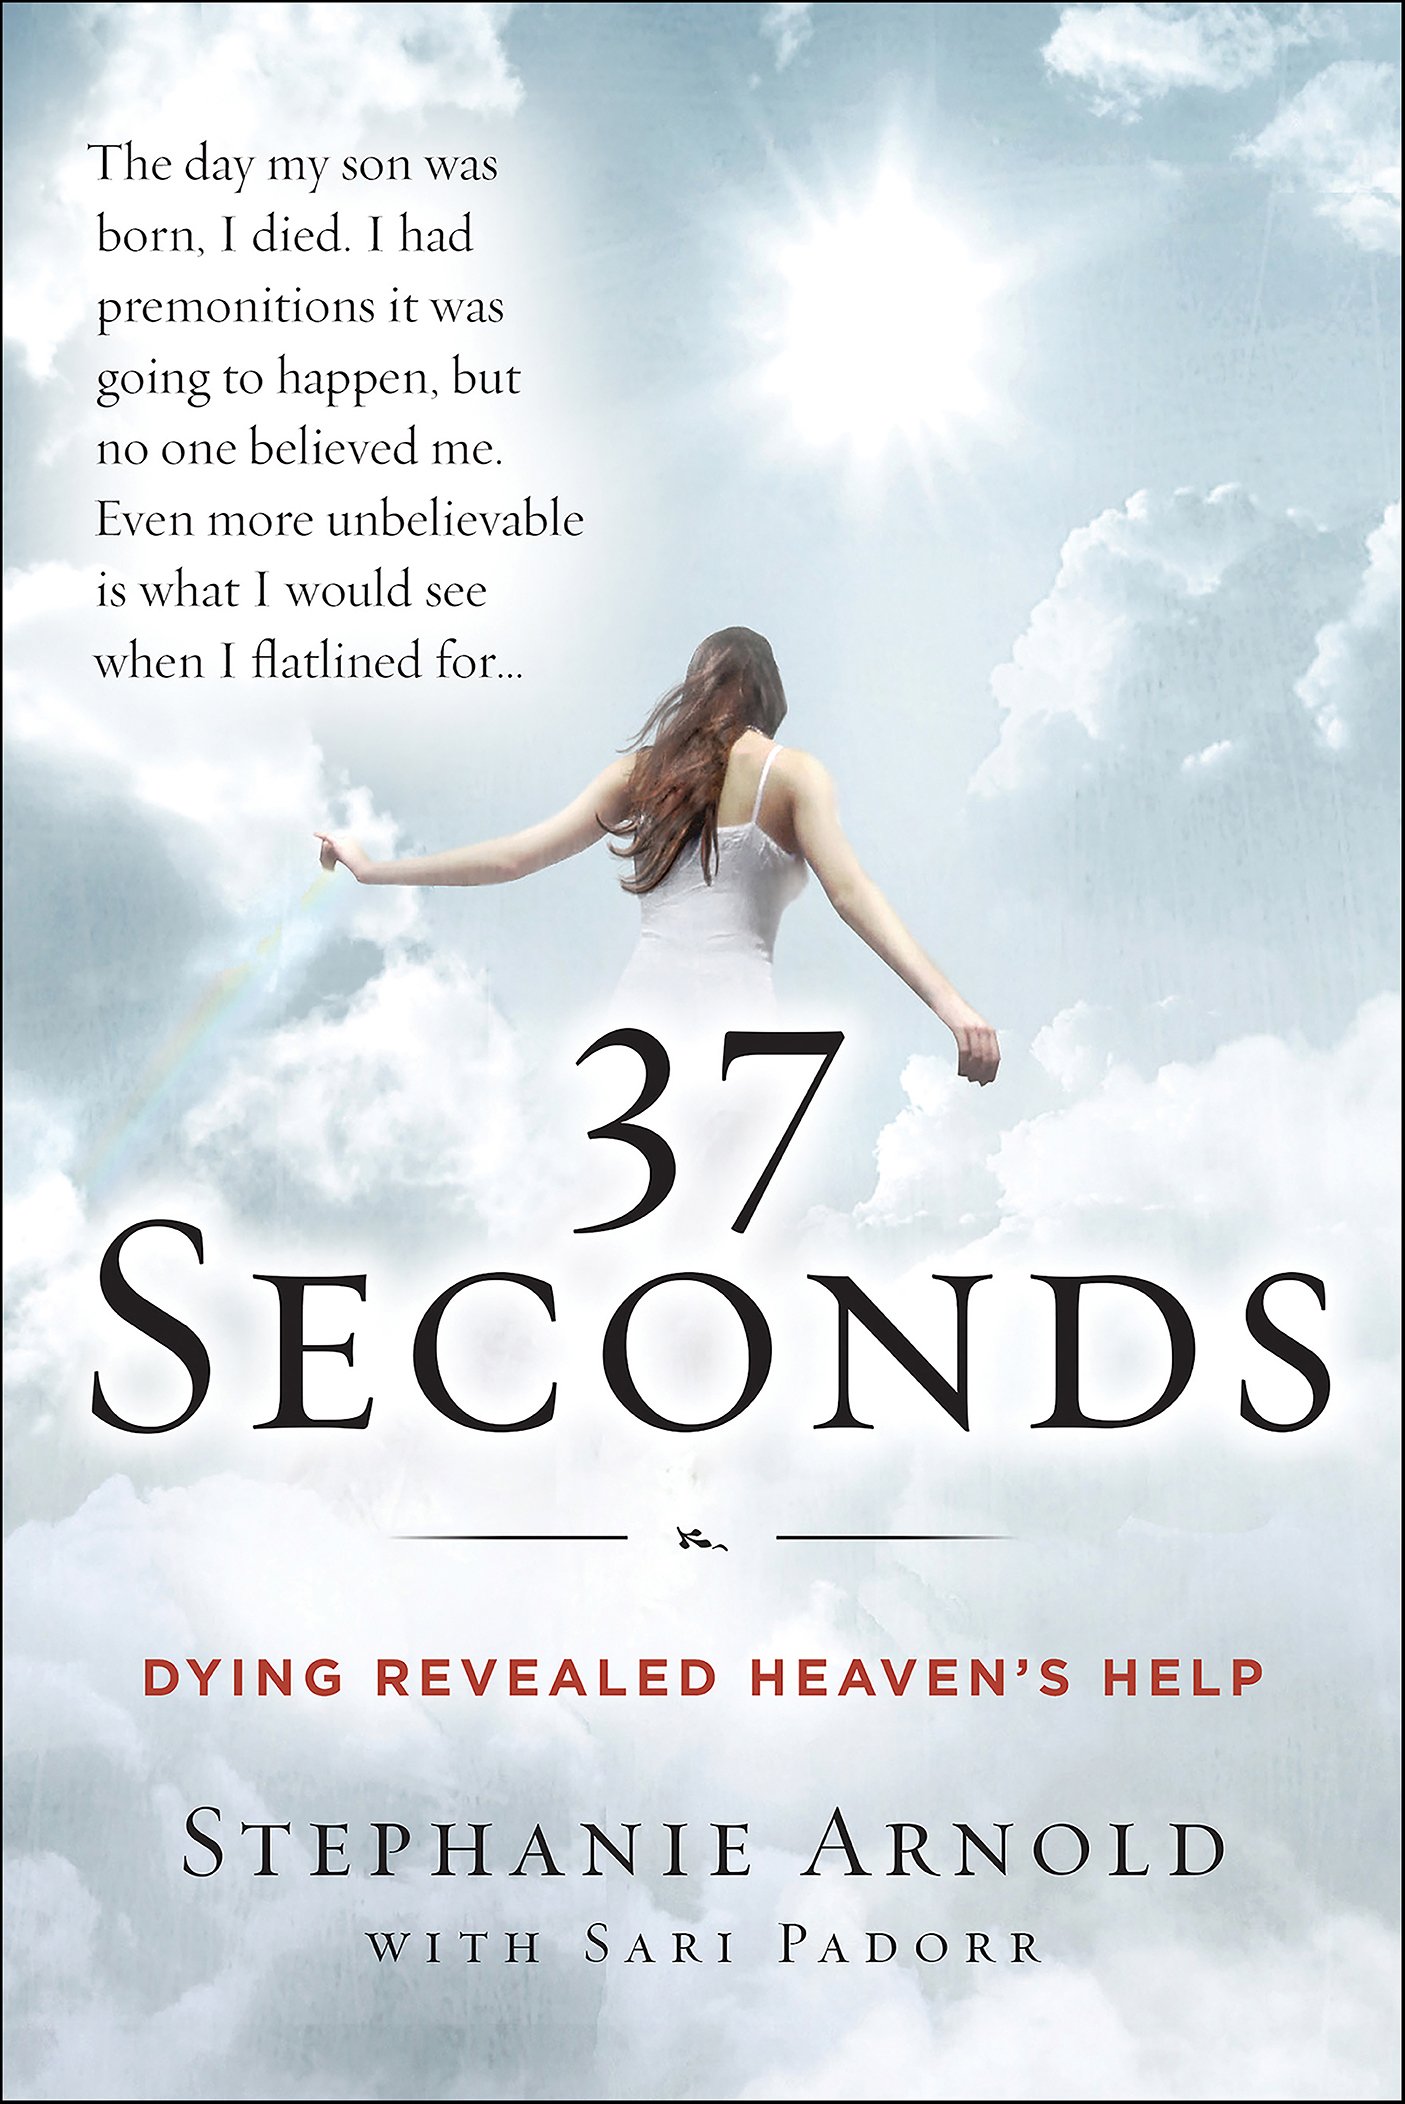 The day my son was
born, I died. I had
premonitions it was
going to happen, but
no one believed me.
Even more unbelievable
is what I would see
when I flatlined for...
37
SECONDS
DYING REVEALED HEAVEN'S HELP
STEPHANIE ARNOLD
WITH SARI PADORR